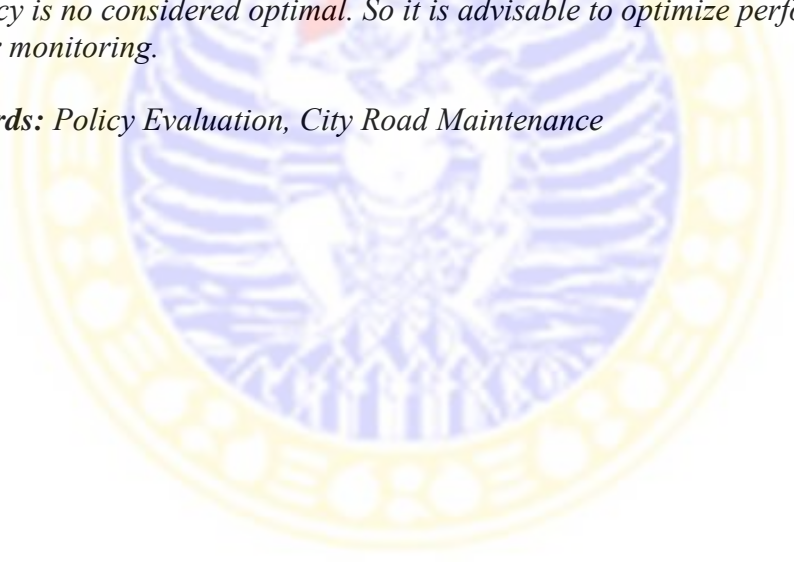 cy is no considered optimal. So it is advisable to optimize perfo
r monitoring.
rds: Policy Evaluation, City Road Maintenance